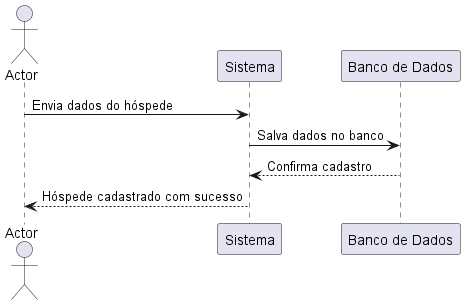 Actor
Sistema
Banco de Dados
Envia dados do hóspede
Salva dados no banco
Confirma cadastro
Hóspede cadastrado com sucesso
Actor
Sistema
Banco de Dados